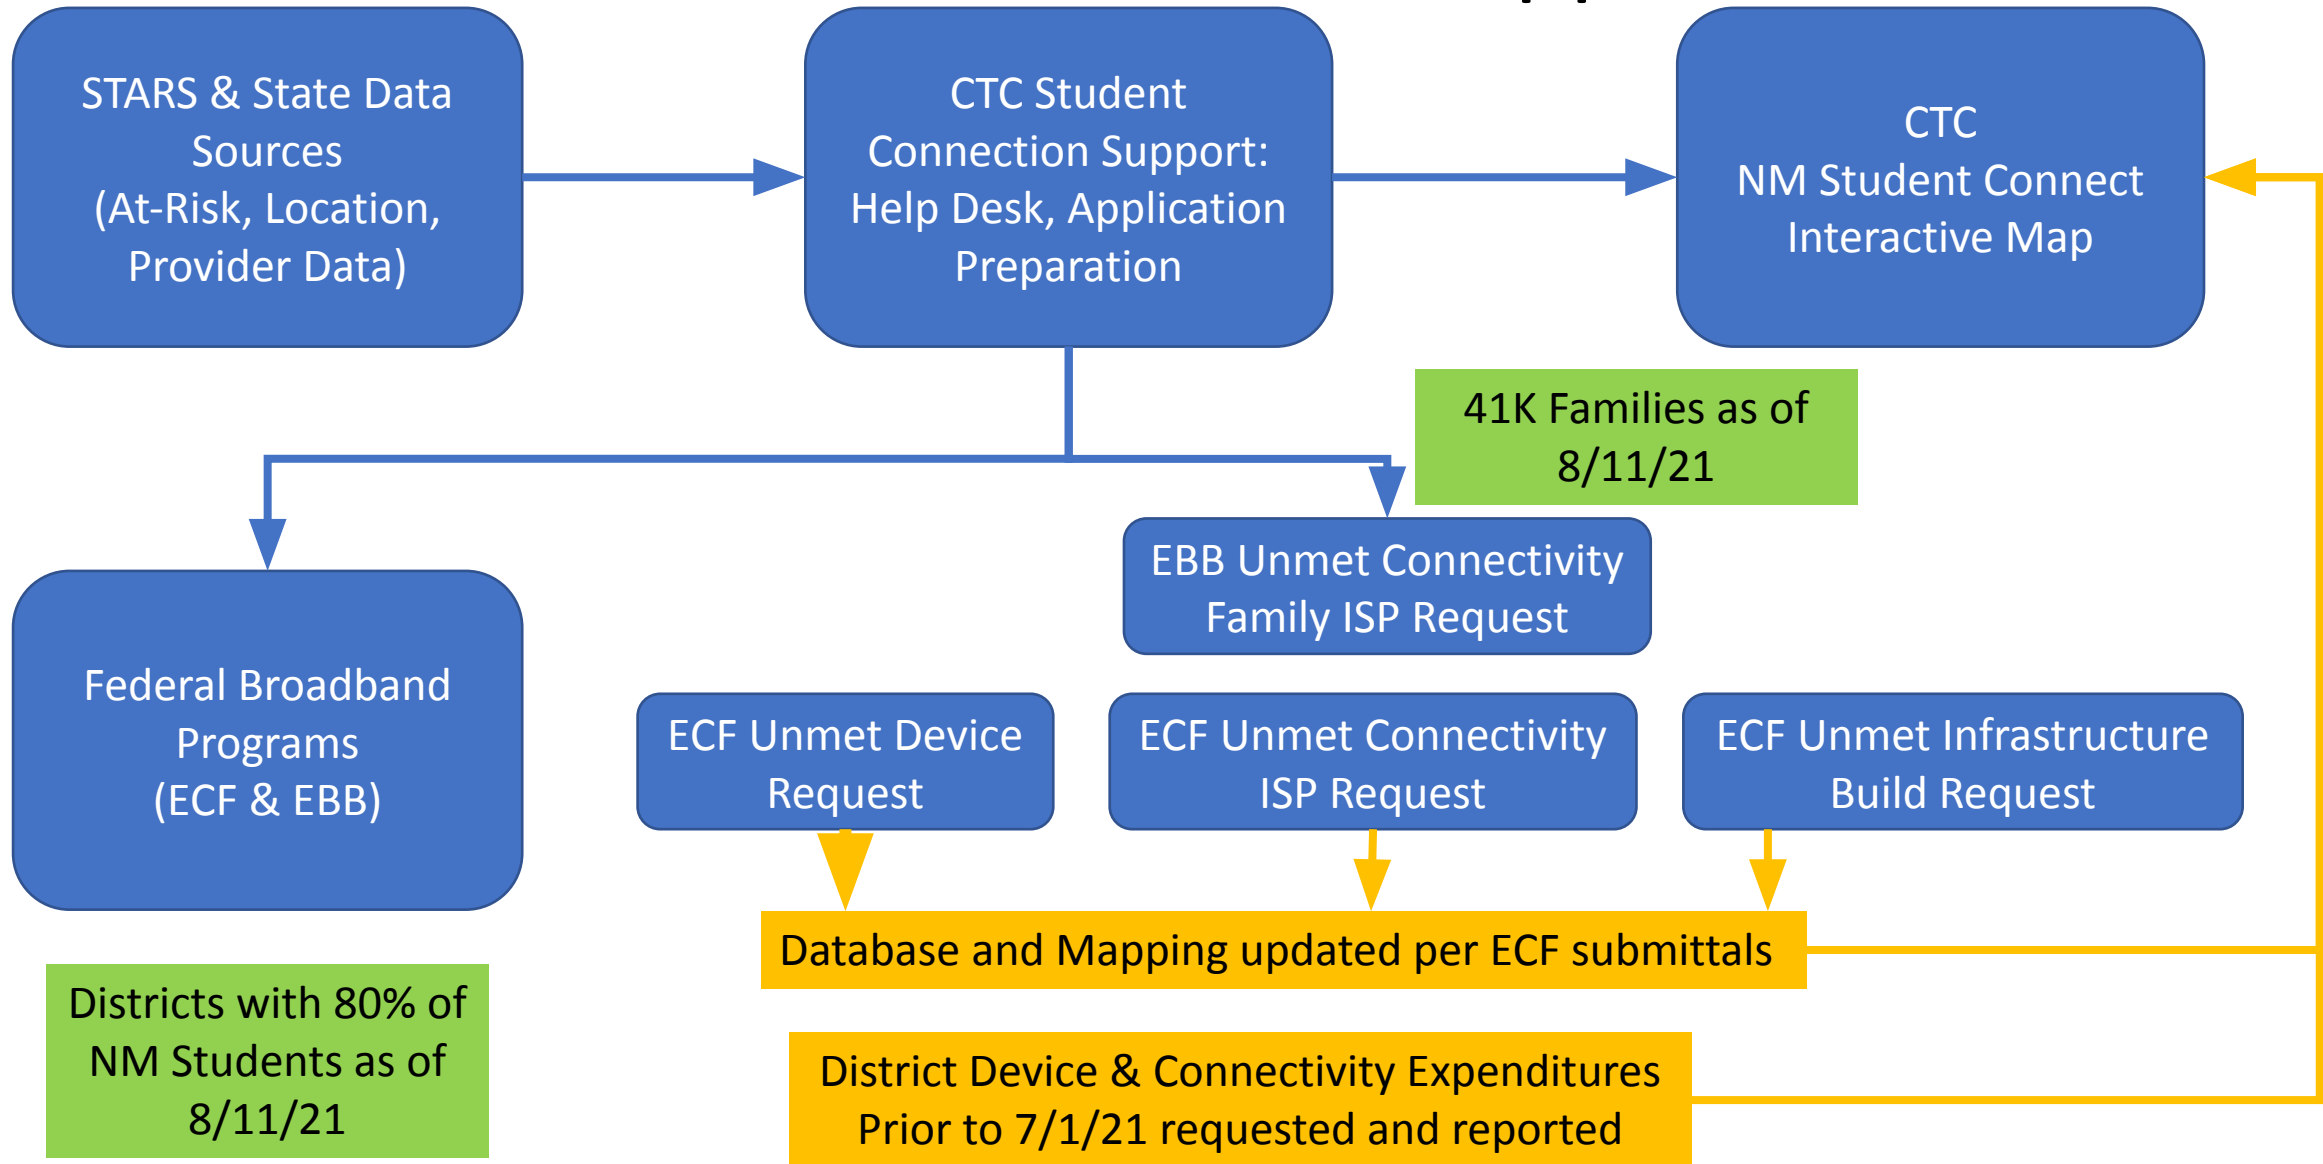 STARS & State Data
Sources
(At-Risk, Location,
Provider Data)
CTC Student
Connection Support:
Help Desk, Application
Preparation
CTC
NM Student Connect
Interactive Map
41K Families as of
8/11/21
EBB Unmet Connectivity
Family ISP Request
Federal Broadband
Programs
(ECF & EBB)
ECF Unmet Device
Request
ECF Unmet Connectivity
ISP Request
ECF Unmet Infrastructure
Build Request
Database and Mapping updated per ECF submittals
Districts with 80% of
NM Students as of
8/11/21
District Device & Connectivity Expenditures
Prior to 7/1/21 requested and reported